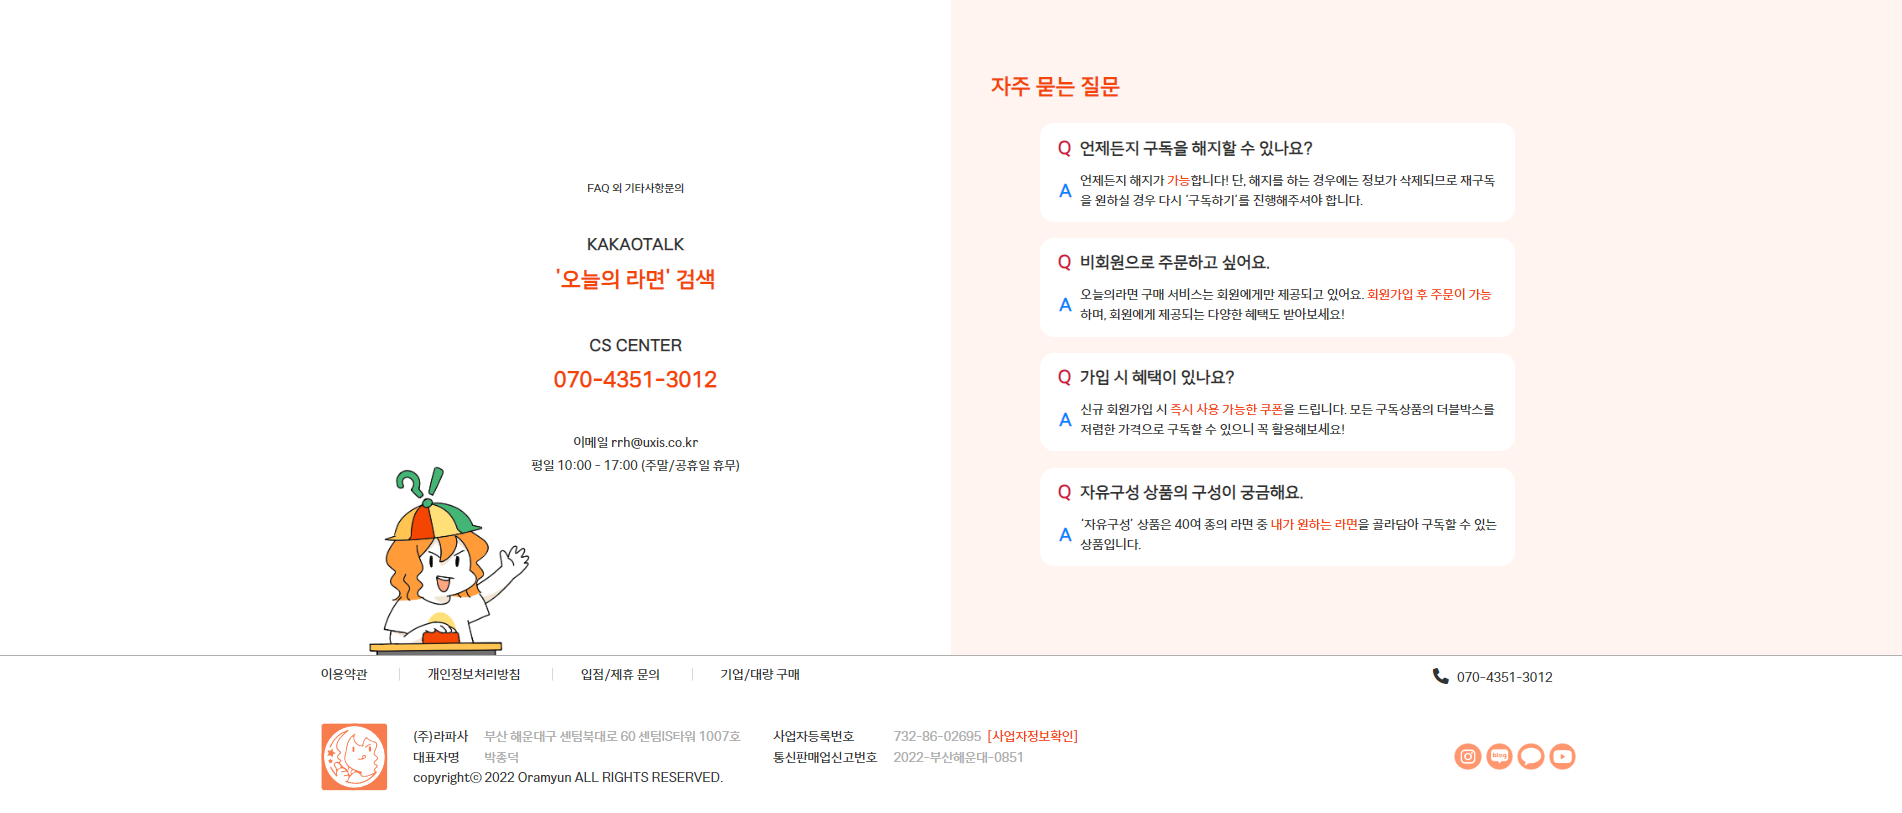 FAQ 외 기타사항문의
KAKAOTALK
'오늘의 라면' 검색
CS CENTER
070-4351-3012
이메일 rrh@uxis.co.kr
평일 10:00 - 17:00 (주말/공휴일 휴무)
자주 묻는 질문
Q 언제든지 구독을 해지할 수 있나요?
A 언제든지 해지가 가능합니다! 단, 해지를 하는 경우에는 정보가 삭제되므로 재구독
을 원하실 경우 다시 '구독하기'를 진행해주셔야 합니다.
Q 비회원으로 주문하고 싶어요.
A 오늘의라면 구매 서비스는 회원에게만 제공되고 있어요. 회원가입 후 주문이 가능
하며, 회원에게 제공되는 다양한 혜택도 받아보세요!
Q 가입 시 혜택이 있나요?
A 신규 회원가입 시 즉시 사용 가능한 쿠폰을 드립니다. 모든 구독상품의 더블박스를
저렴한 가격으로 구독할 수 있으니 꼭 활용해보세요!
Q 자유구성 상품의 구성이 궁금해요.
A '자유구성' 상품은 40여 종의 라면 중 내가 원하는 라면을 골라담아 구독할 수 있는
상품입니다.
이용약관 개인정보처리방침 입점/제휴 문의 기업/대량 구매 070-4351-3012
(주)라파사 부산 해운대구 센텀북대로 60 센텀IS타워 1007호 사업자등록번호 732-86-02695 [사업자정보확인]
대표자명 박종덕 통신판매업신고번호 2022-부산해운대-0851
copyrightⓒ 2022 Oramyun ALL RIGHTS RESERVED.
blog